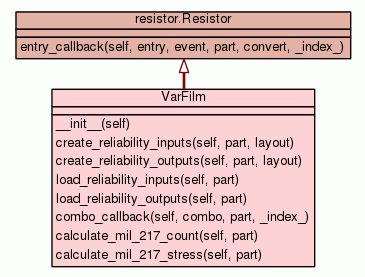 resistor.Resistor
entry_callback(self, entry, event, part, convert, _index_)
VarFilm
__init__(self)
create_reliability_inputs(self, part, layout)
create_reliability_outputs(self, part, layout)
load_reliability_inputs(self, part)
load_reliability_outputs(self, part)
combo_callback(self, combo, part, _index_)
calculate_mil_217_count(self, part)
calculate_mil_217_stress(self, part)